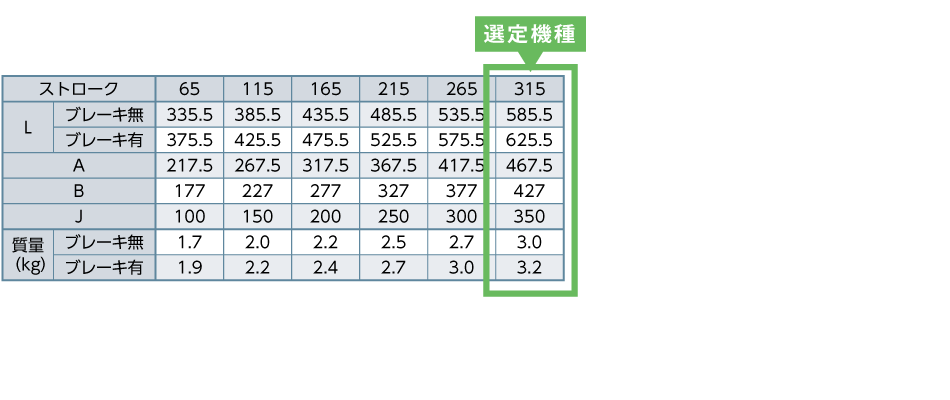 選定機種
ストローク 65 115 165 215 265 315
L ブレーキ無 335.5 385.5 435.5 485.5 535.5 585.5
ブレーキ有 375.5 425.5 475.5 525.5 575.5 625.5
A 217.5 267.5 317.5 367.5 417.5 467.5
B 177 227 277 327 377 427
J 100 150 200 250 300 350
質量(kg) ブレーキ無 1.7 2.0 2.2 2.5 2.7 3.0
ブレーキ有 1.9 2.2 2.4 2.7 3.0 3.2